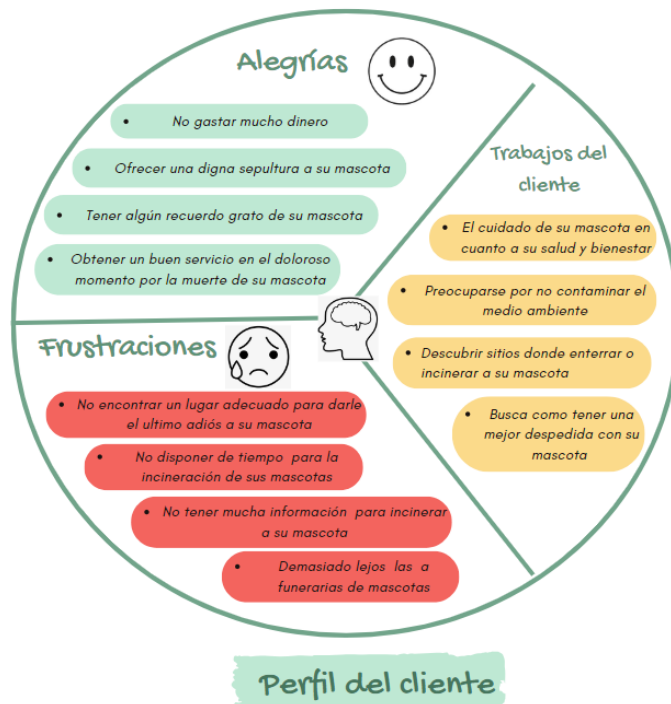 Alegrías
• No gastar mucho dinero
• Ofrecer una digna sepultura a su mascota
• Tener algún recuerdo grato de su mascota
• Obtener un buen servicio en el doloroso
momento por la muerte de su mascota
Trabajos del
cliente
• El cuidado de su mascota en
cuanto a su salud y bienestar
• Preocuparse por no contaminar el
medio ambiente
• Descubrir sitios donde enterrar o
incinerar a su mascota
• Busca como tener una
mejor despedida con su
mascota
Frustraciones
• No encontrar un lugar adecuado para darle
el ultimo adiós a su mascota
• No disponer de tiempo para la
incineración de sus mascotas
• No tener mucha información para incinerar
a su mascota
• Demasiado lejos las a
funerarias de mascotas
Perfil del cliente